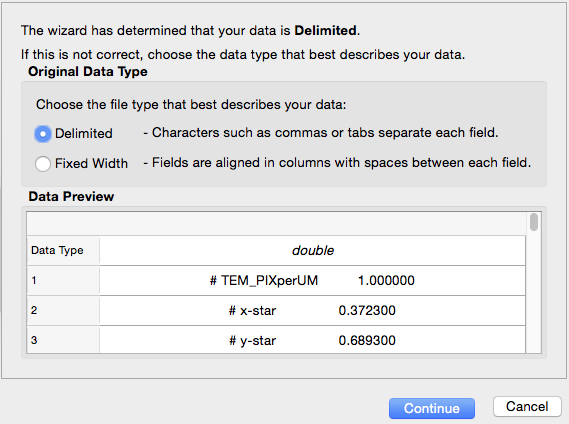 The wizard has determined that your data is Delimited.
If this is not correct, choose the data type that best describes your data.
Original Data Type
Choose the file type that best describes your data:
Delimited - Characters such as commas or tabs separate each field.
Fixed Width - Fields are aligned in columns with spaces between each field.
Data Preview
Data Type double
1 # TEM_PIXperUM 1.000000
2 # x-star 0.372300
3 # y-star 0.689300
Continue Cancel